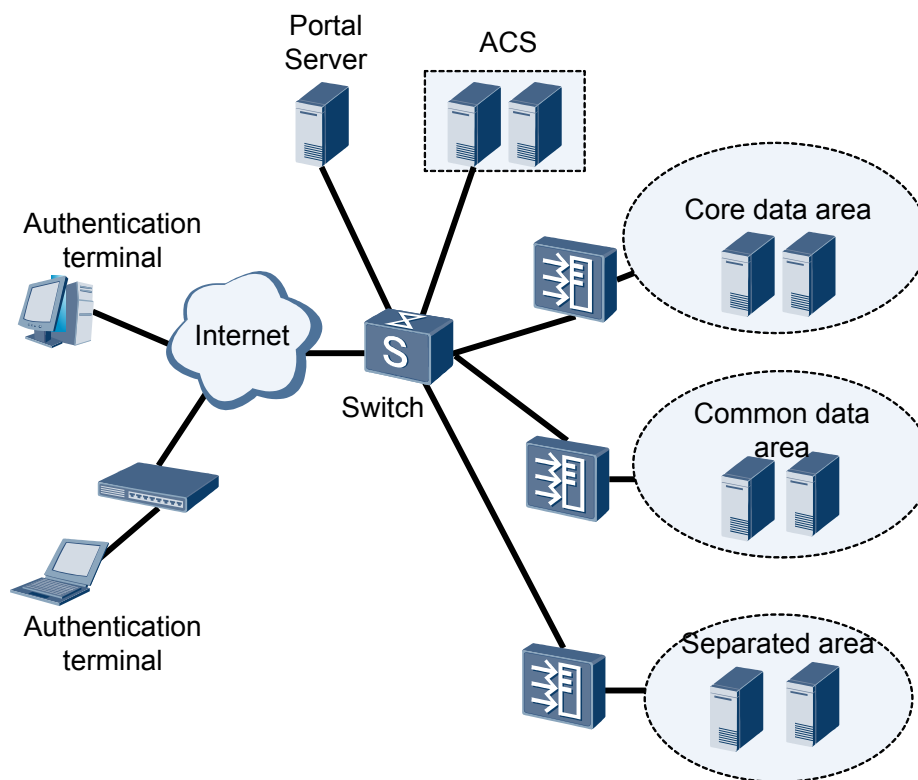 Portal
Server
ACS
Authentication
terminal
Core data area
Internet
S
Switch
Common data
area
Authentication
terminal
Separated area